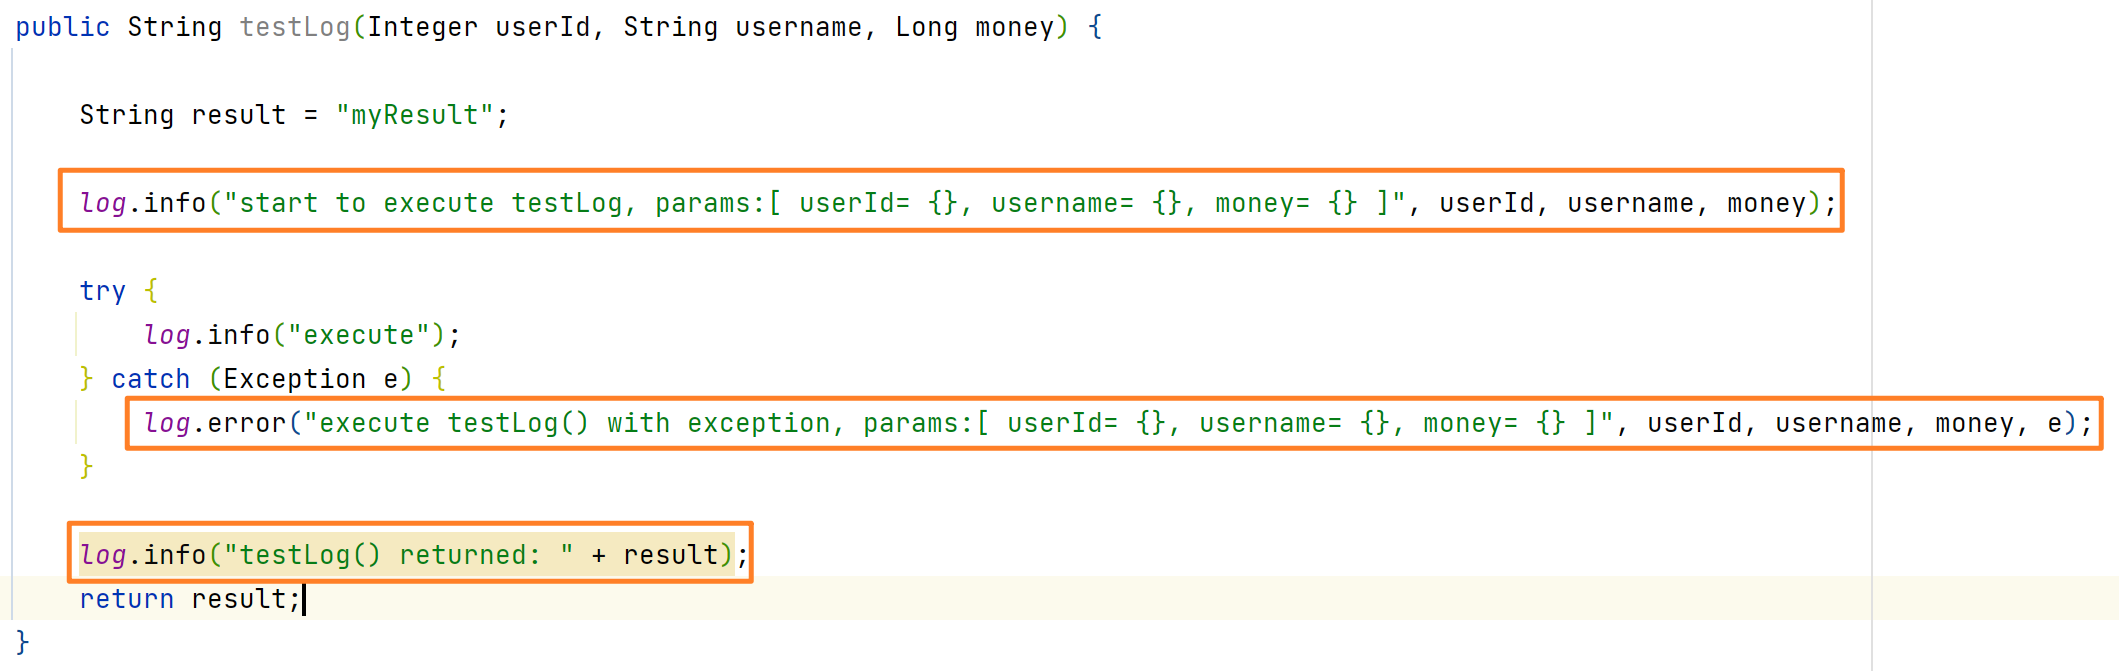 public String testLog(Integer userId, String username, Long money) {
String result = "myResult";
log.info("start to execute testLog, params:[ userId= {}, username= {}, money= {} ]", userId, username, money);
try {
log.info("execute");
} catch (Exception e) {
log.error("execute testLog() with exception, params:[ userId= {}, username= {}, money= {} ]", userId, username, money, e);
}
log.info("testLog() returned: " + result);
return result;
}